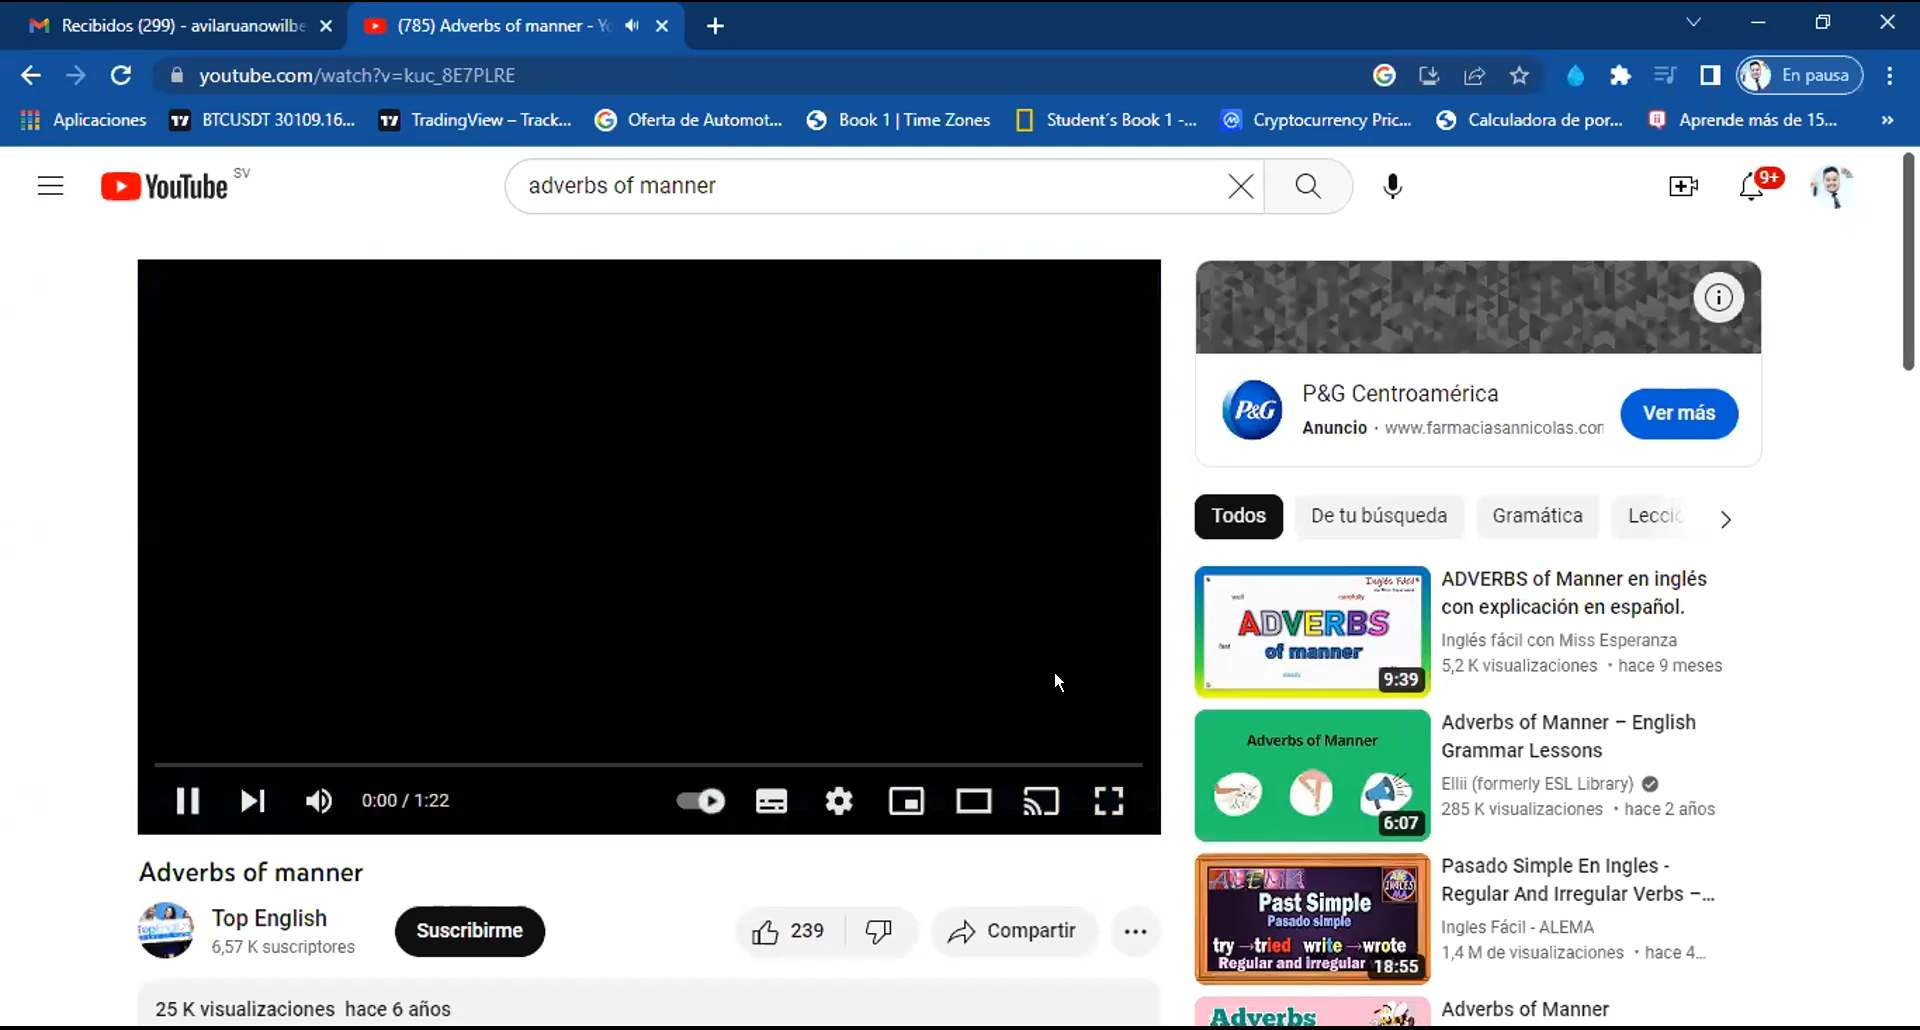 Recibidos (299) - avilaruanowilbe
(785) Adverbs of manner - Yo
youtube.com/watch?v=kuc_8E7PLRE
En pausa
Aplicaciones
BTCUSDT 30109.16...
TradingView – Track...
Oferta de Automot...
Book 1 | Time Zones
Student´s Book 1 -...
Cryptocurrency Pric...
Calculadora de por...
Aprende más de 15...
»
YouTube SV
adverbs of manner
9+
P&G
P&G Centroamérica
Anuncio · www.farmaciasannicolas.com
Ver más
0:00 / 1:22
Todos
De tu búsqueda
Gramática
Leccio
Inglés Fácil
well
carefully
ADVERBS
of manner
fast
easily
9:39
ADVERBS of Manner en inglés
con explicación en español.
Inglés fácil con Miss Esperanza
5,2 K visualizaciones • hace 9 meses
Adverbs of Manner
6:07
Adverbs of Manner – English
Grammar Lessons
Ellii (formerly ESL Library)
285 K visualizaciones • hace 2 años
ALEMA
Past Simple
Pasado simple
try →tried write →wrote
Regular and irregular
18:55
Pasado Simple En Ingles -
Regular And Irregular Verbs –...
Ingles Fácil - ALEMA
1,4 M de visualizaciones • hace 4...
Adverbs
Adverbs of Manner
Adverbs of manner
Top English
6,57 K suscriptores
Suscribirme
239
Compartir
25 K visualizaciones hace 6 años